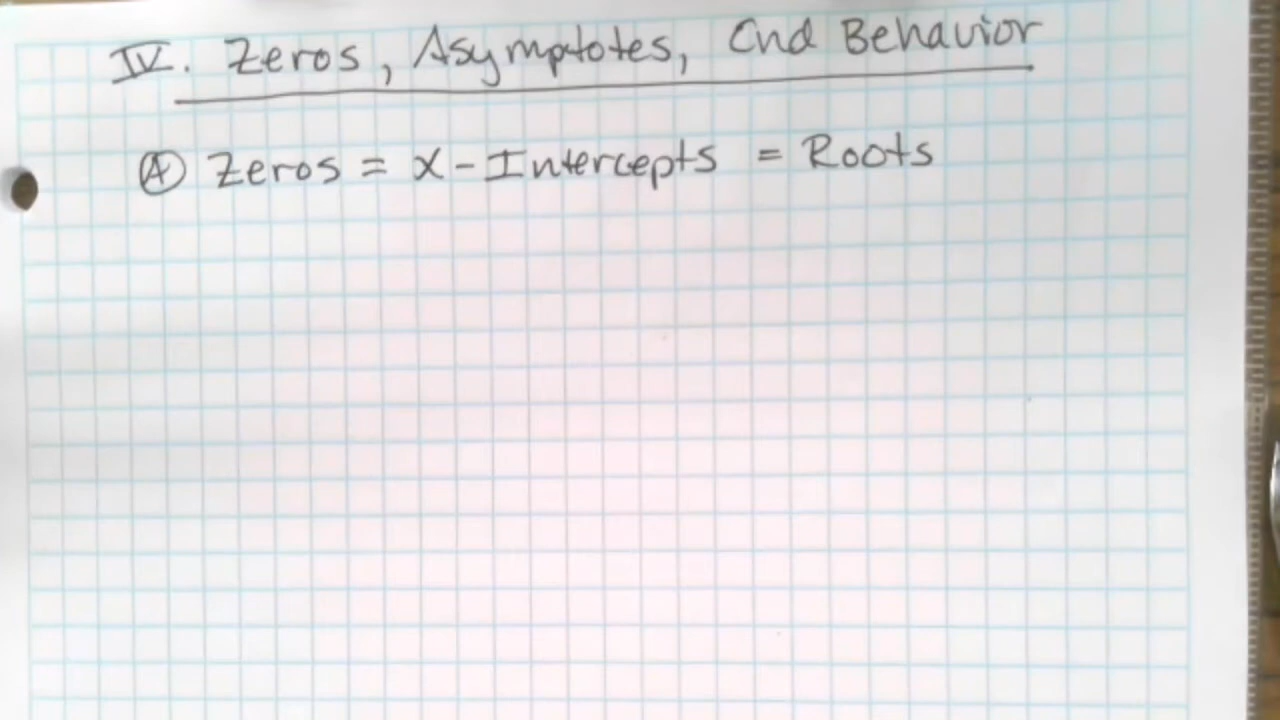 IV. Zeros, Asymptotes, End Behavior
Ⓐ Zeros = x-Intercepts = Roots